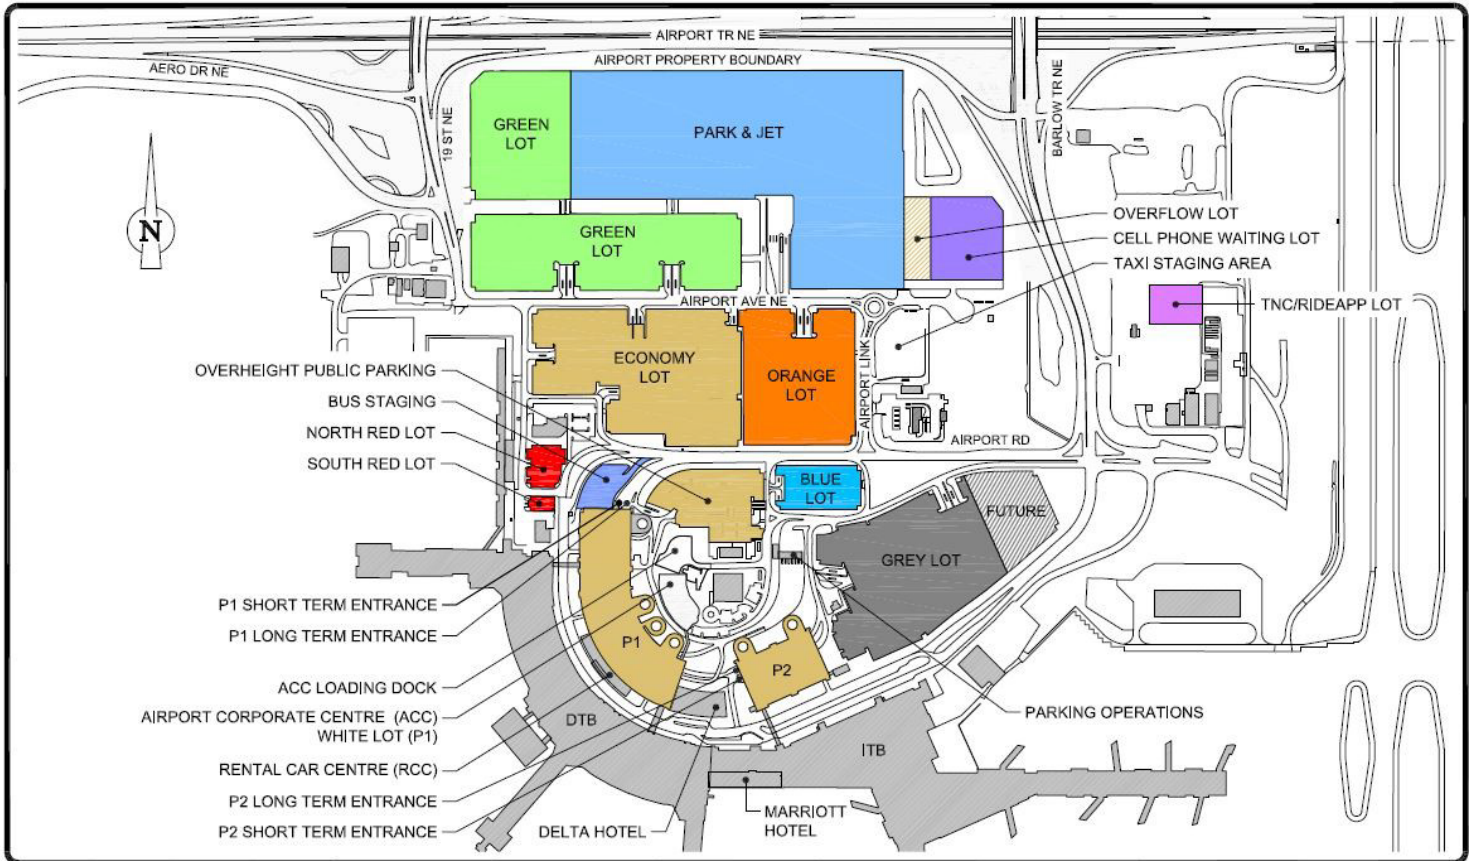 AIRPORT TR NE
AIRPORT PROPERTY BOUNDARY
AERO DR NE
19 ST NE
BARLOW TR NE
GREEN
LOT
PARK & JET
N
GREEN
LOT
OVERFLOW LOT
CELL PHONE WAITING LOT
TAXI STAGING AREA
AIRPORT AVE NE
TNC/RIDEAPP LOT
ECONOMY
LOT
ORANGE
LOT
AIRPORT LINK
OVERHEIGHT PUBLIC PARKING
BUS STAGING
NORTH RED LOT
SOUTH RED LOT
AIRPORT RD
BLUE
LOT
FUTURE
GREY LOT
P1 SHORT TERM ENTRANCE
P1 LONG TERM ENTRANCE
P1
P2
ACC LOADING DOCK
AIRPORT CORPORATE CENTRE (ACC)
WHITE LOT (P1)
DTB
PARKING OPERATIONS
ITB
RENTAL CAR CENTRE (RCC)
P2 LONG TERM ENTRANCE
P2 SHORT TERM ENTRANCE
DELTA HOTEL
MARRIOTT
HOTEL